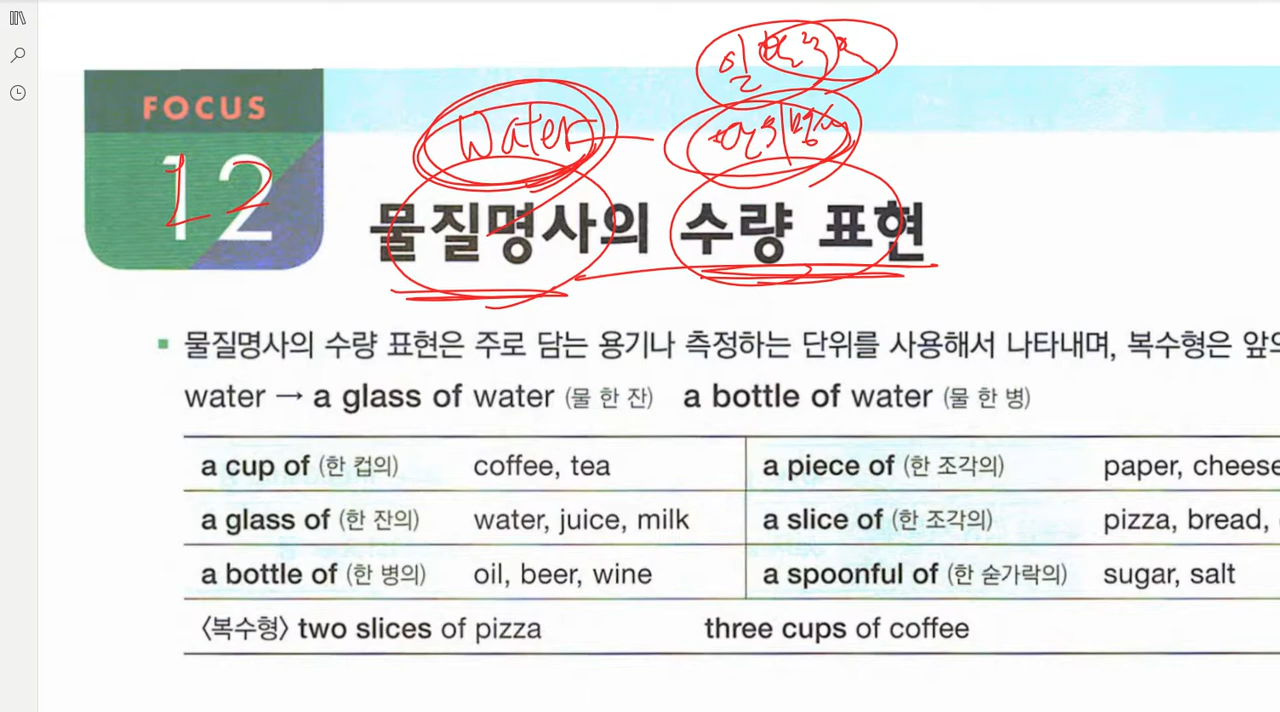 FOCUS
12
Water
물질명사의 수량 표현
물질명사의 수량 표현은 주로 담는 용기나 측정하는 단위를 사용해서 나타내며, 복수형은
water → a glass of water (물 한 잔) a bottle of water (물 한 병)
a cup of (한 컵의) coffee, tea a piece of (한 조각의) paper, cheese
a glass of (한 잔의) water, juice, milk a slice of (한 조각의) pizza, bread,
a bottle of (한 병의) oil, beer, wine a spoonful of (한 숟가락의) sugar, salt
〈복수형〉 two slices of pizza three cups of coffee